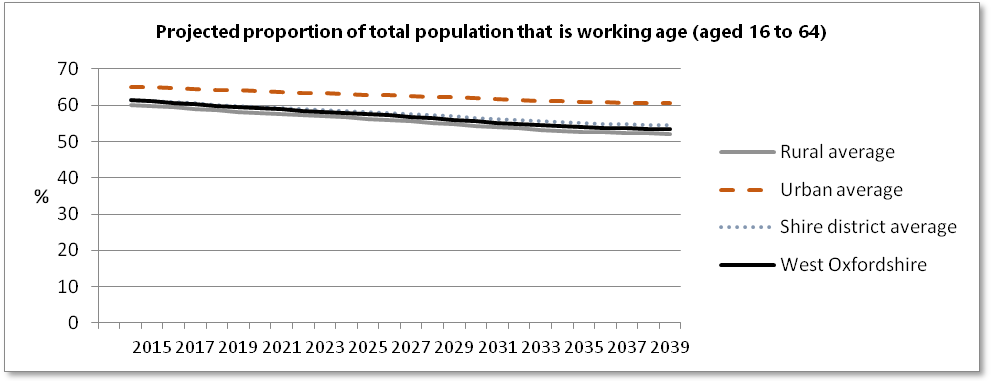 Projected proportion of total population that is working age (aged 16 to 64)
70
60
50
40
%
30
20
10
0
2015 2017 2019 2021 2023 2025 2027 2029 2031 2033 2035 2037 2039
Rural average
Urban average
Shire district average
West Oxfordshire